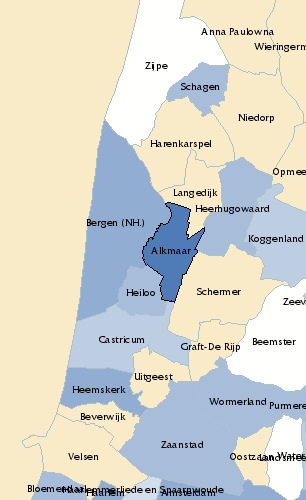 Anna Paulowna
Wieringerm
Zijpe
Schagen
Niedorp
Harenkarspel
Opmee
Langedijk
Heerhugowaard
Bergen (NH.)
Koggenland
Alkmaar
Heiloo
Schermer
Zeev
Castricum
Graft-De Rijp
Beemster
Uitgeest
Heemskerk
Wormerland
Purmere
Beverwijk
Zaanstad
Velsen
Oostzaan
Water
Landsmeer
Bloemendaal
Haarlemmerliede en Spaarnwoude
Haarlem
Amsterdam